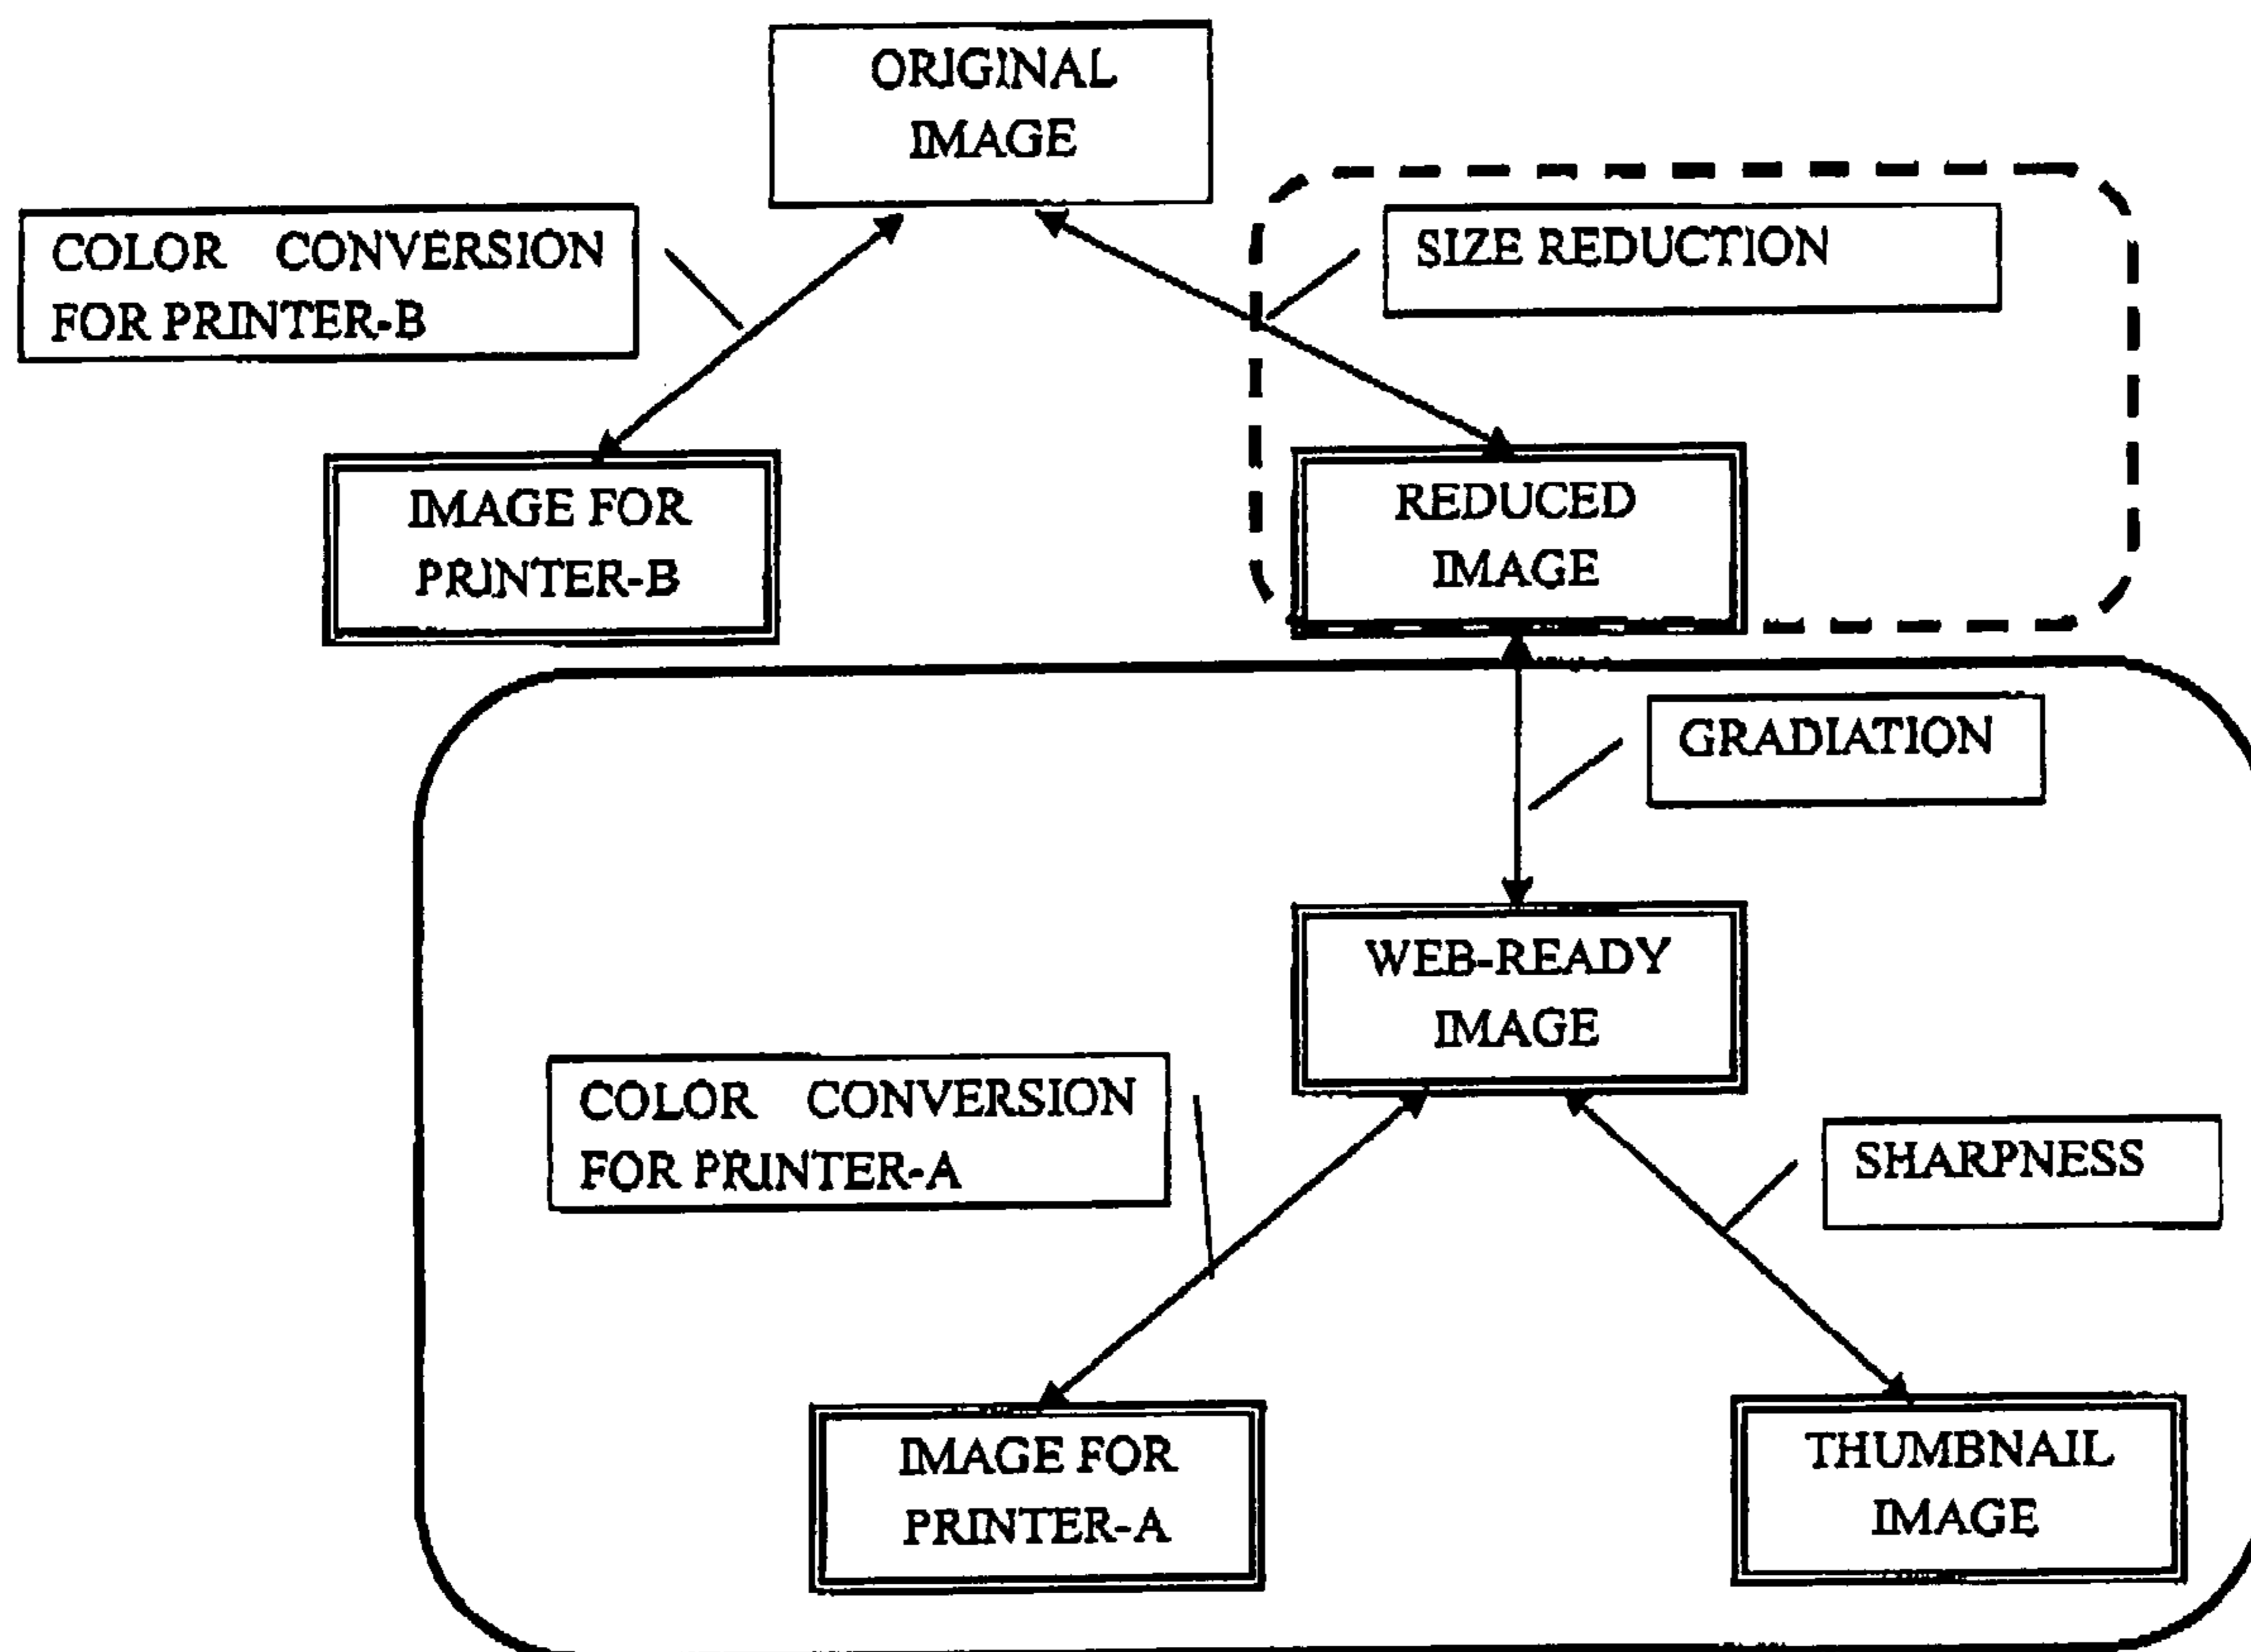 ORIGINAL
IMAGE
COLOR CONVERSION
FOR PRINTER-B
SIZE REDUCTION
IMAGE FOR
PRINTER-B
REDUCED
IMAGE
GRADIATION
WEB-READY
IMAGE
COLOR CONVERSION
FOR PRINTER-A
SHARPNESS
IMAGE FOR
PRINTER-A
THUMBNAIL
IMAGE